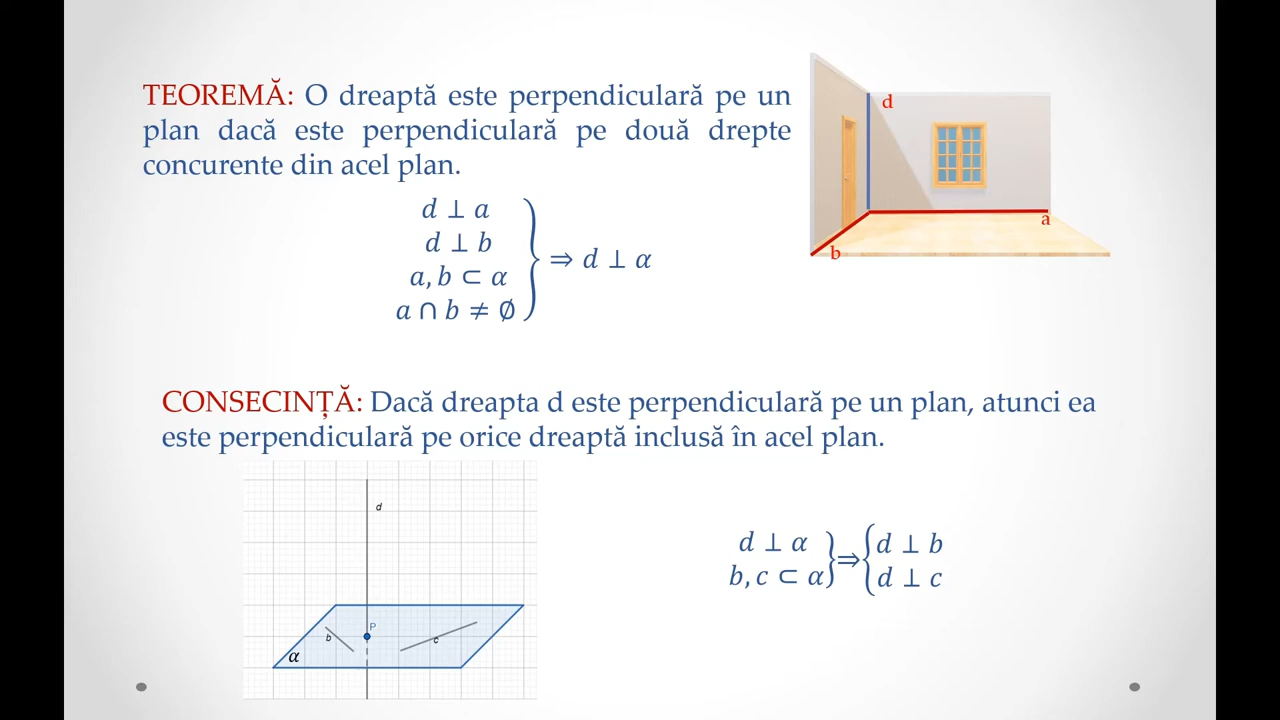 TEOREMĂ: O dreaptă este perpendiculară pe un
plan dacă este perpendiculară pe două drepte
concurente din acel plan.
d
a
b
d ⊥ a
d ⊥ b
a, b ⊂ α
a ∩ b ≠ ∅
⇒ d ⊥ α
CONSECINȚĂ: Dacă dreapta d este perpendiculară pe un plan, atunci ea
este perpendiculară pe orice dreaptă inclusă în acel plan.
d
P
b
c
α
d ⊥ α
b, c ⊂ α
⇒
d ⊥ b
d ⊥ c